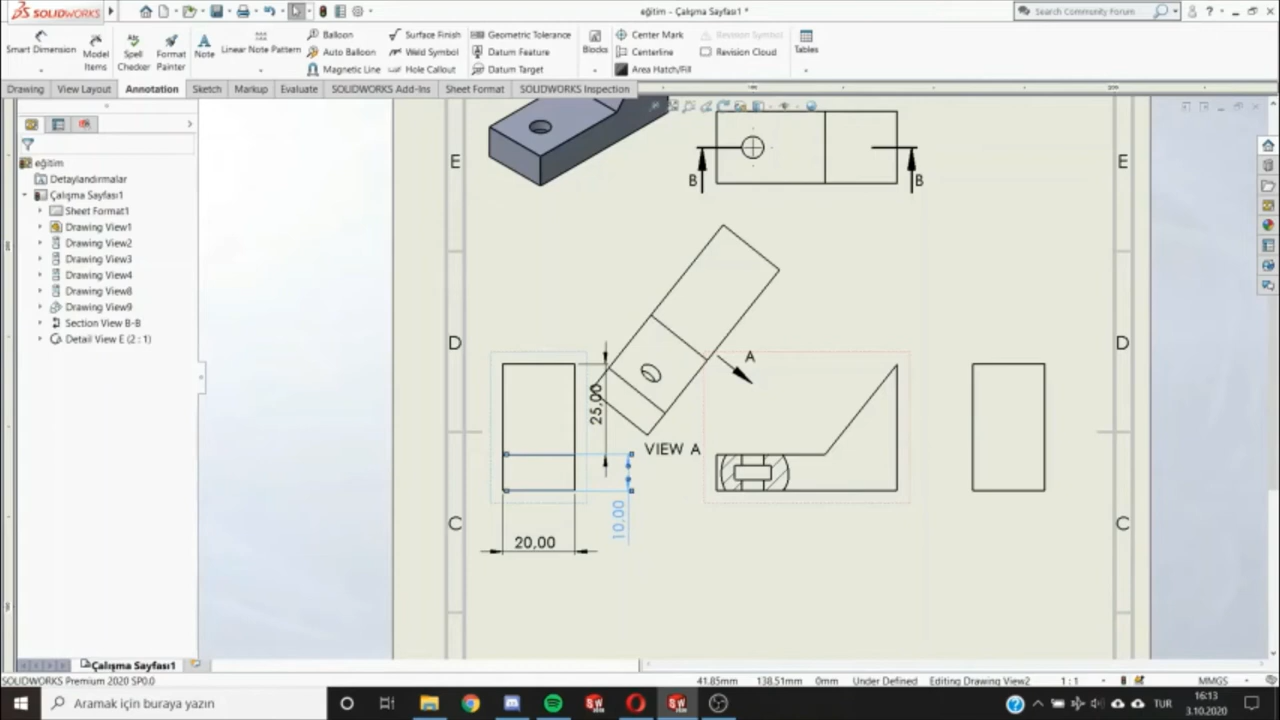 SOLIDWORKS
eğitim - Çalışma Sayfası1 *
Search Community Forum
Smart Dimension
Model Items
Spell Checker
Format Painter
Note
Linear Note Pattern
Balloon
Auto Balloon
Magnetic Line
Surface Finish
Weld Symbol
Hole Callout
Geometric Tolerance
Datum Feature
Datum Target
Blocks
Center Mark
Centerline
Area Hatch/Fill
Revision Symbol
Revision Cloud
Tables
Drawing
View Layout
Annotation
Sketch
Markup
Evaluate
SOLIDWORKS Add-Ins
Sheet Format
SOLIDWORKS Inspection
eğitim
Detaylandırmalar
Çalışma Sayfası1
Sheet Format1
Drawing View1
Drawing View2
Drawing View3
Drawing View4
Drawing View8
Drawing View9
Section View B-B
Detail View E (2 : 1)
E
E
B
B
D
D
A
25,00
VIEW A
C
C
10,00
20,00
Çalışma Sayfası1
SOLIDWORKS Premium 2020 SP0.0
41.85mm
138.51mm
0mm
Under Defined
Editing Drawing View2
1 : 1
MMGS
Aramak için buraya yazın
TUR
16:13
3.10.2020